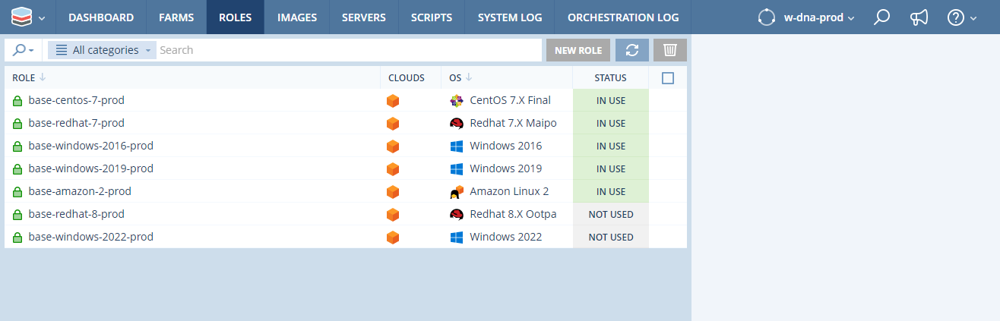 DASHBOARD FARMS ROLES IMAGES SERVERS SCRIPTS SYSTEM LOG ORCHESTRATION LOG w-dna-prod
All categories Search NEW ROLE
ROLE CLOUDS OS STATUS
base-centos-7-prod CentOS 7.X Final IN USE
base-redhat-7-prod Redhat 7.X Maipo IN USE
base-windows-2016-prod Windows 2016 IN USE
base-windows-2019-prod Windows 2019 IN USE
base-amazon-2-prod Amazon Linux 2 IN USE
base-redhat-8-prod Redhat 8.X Ootpa NOT USED
base-windows-2022-prod Windows 2022 NOT USED